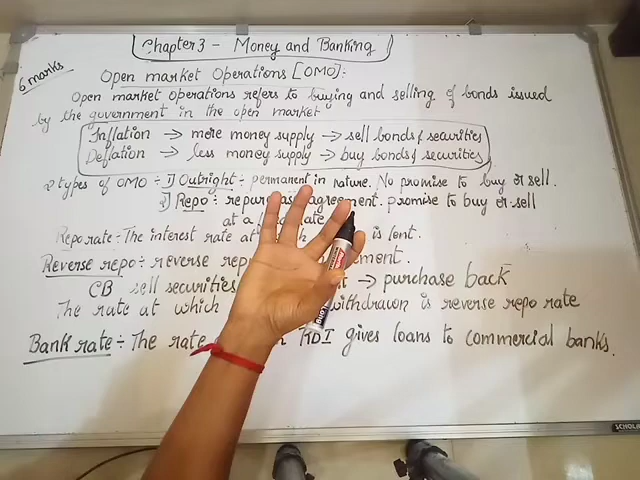 Chapter 3 - Money and Banking
6 marks
Open market Operations [OMO]:
Open market operations refers to buying and selling of bonds issued
by the government in the open market
Inflation → more money supply → sell bonds & securities
Deflation → less money supply → buy bonds & securities
2 types of OMO ÷ 1) Outright ÷ permanent in nature. No promise to buy or sell.
2) Repo ÷ agreement. promise to buy or sell
at a
Repo rate ÷ The interest rate at is lent.
Reverse repo ÷ reverse
CB sell securities → purchase back
The rate at which withdrawn is reverse repo rate
Bank rate ÷ The rate RBI gives loans to commercial banks.